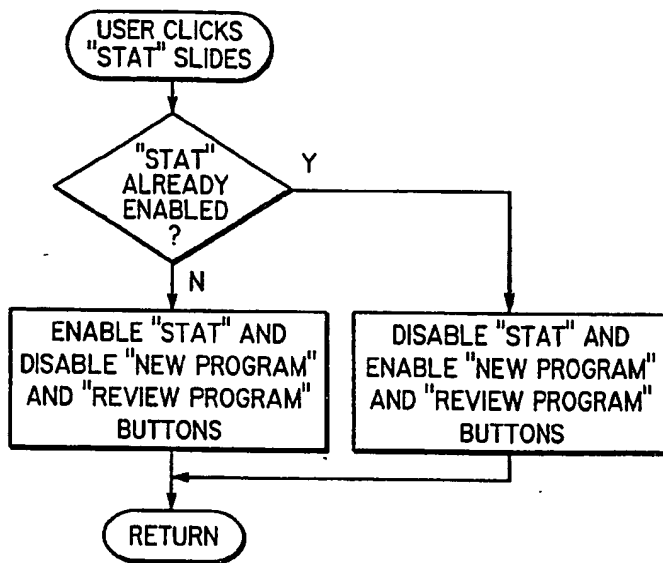 USER CLICKS
"STAT" SLIDES
"STAT"
ALREADY
ENABLED
?
Y
N
ENABLE "STAT" AND
DISABLE "NEW PROGRAM"
AND "REVIEW PROGRAM"
BUTTONS
DISABLE "STAT" AND
ENABLE "NEW PROGRAM"
AND "REVIEW PROGRAM"
BUTTONS
RETURN